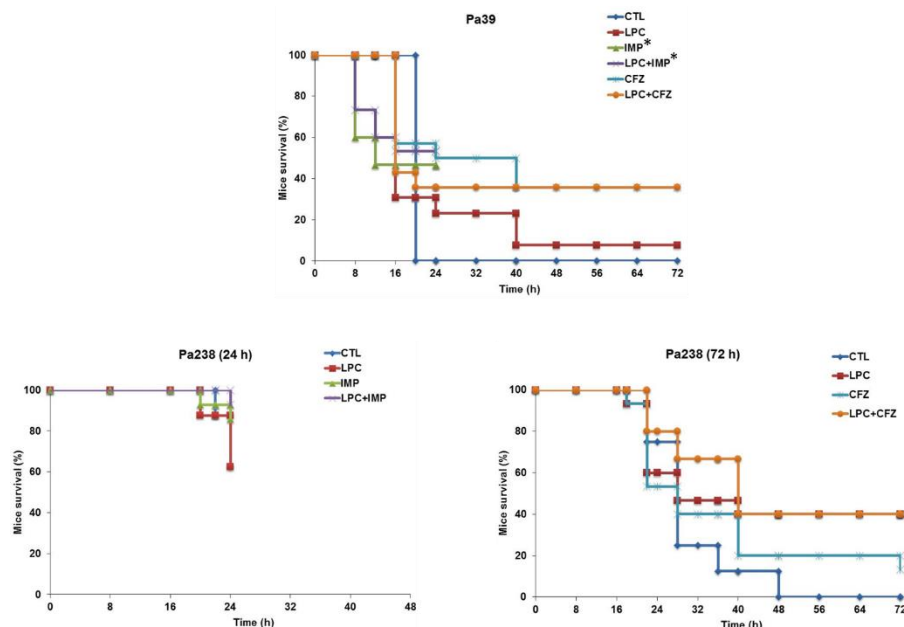 Pa39
CTL
LPC
IMP*
LPC+IMP*
CFZ
LPC+CFZ
Mice survival (%)
100
80
60
40
20
0
0 8 16 24 32 40 48 56 64 72
Time (h)
Pa238 (24 h)
CTL
LPC
IMP
LPC+IMP
Mice survival (%)
100
80
60
40
20
0
0 8 16 24 32 40 48
Time (h)
Pa238 (72 h)
CTL
LPC
CFZ
LPC+CFZ
Mice survival (%)
100
80
60
40
20
0
0 8 16 24 32 40 48 56 64 72
Time (h)